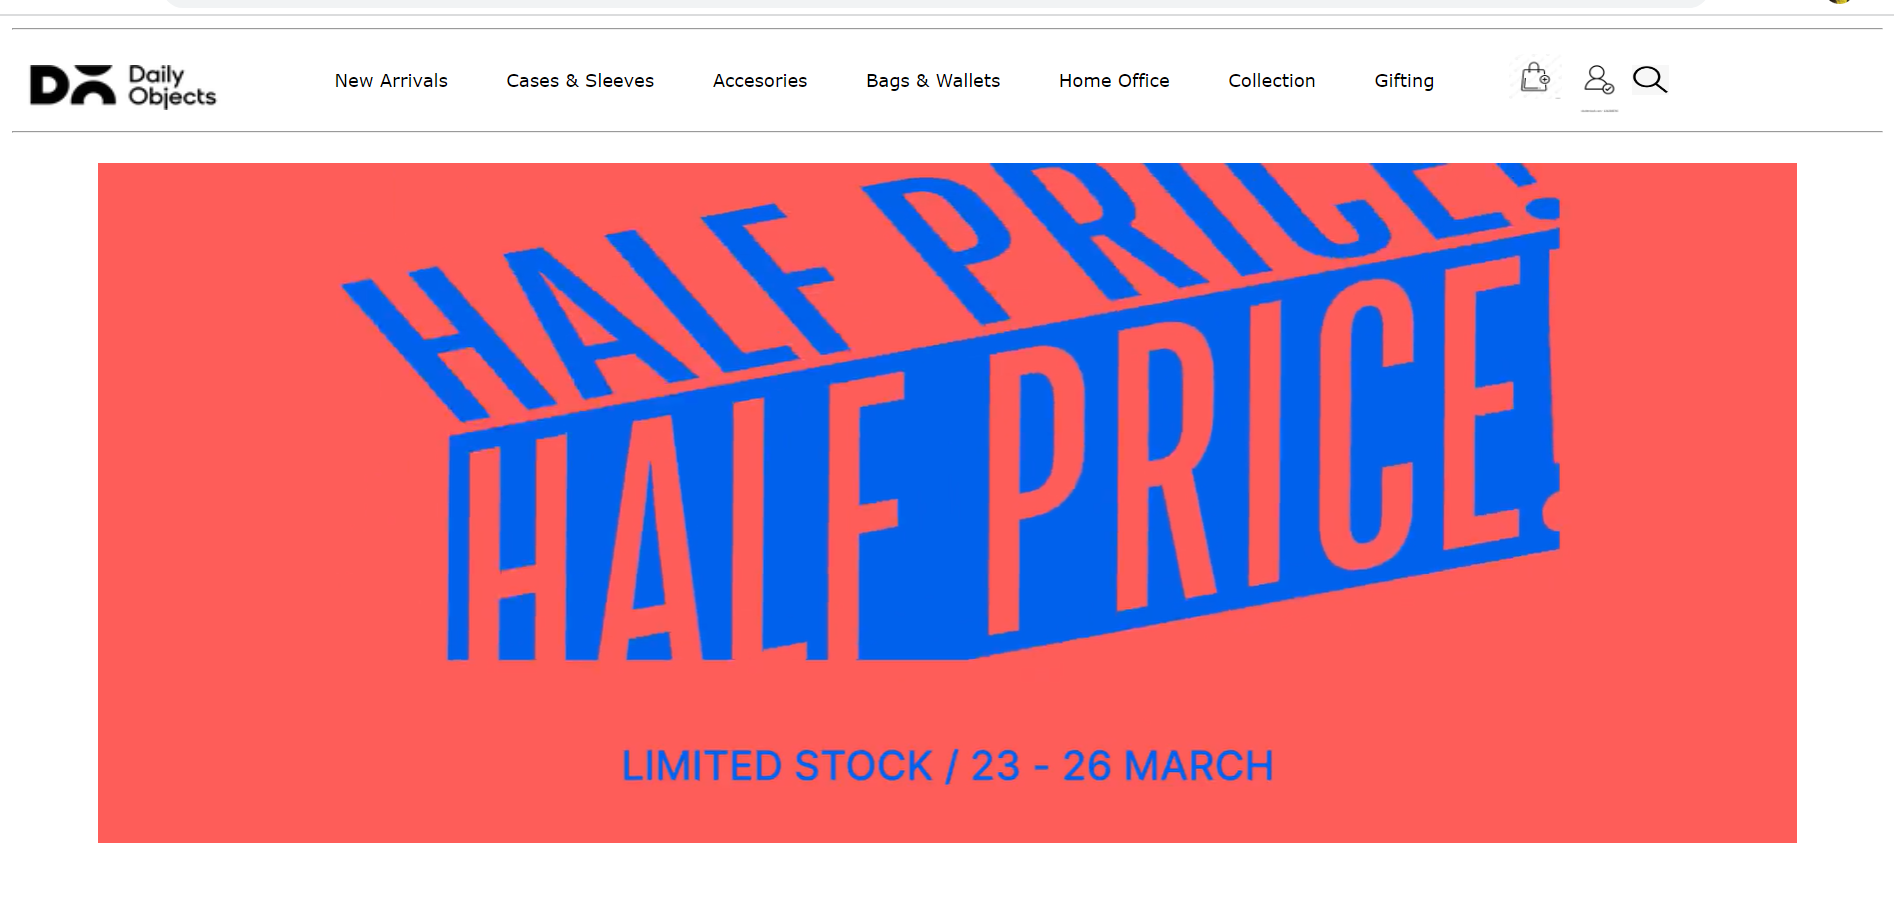 Daily
Objects
New Arrivals
Cases & Sleeves
Accesories
Bags & Wallets
Home Office
Collection
Gifting
HALF PRICE!
HALF PRICE!
LIMITED STOCK / 23 - 26 MARCH